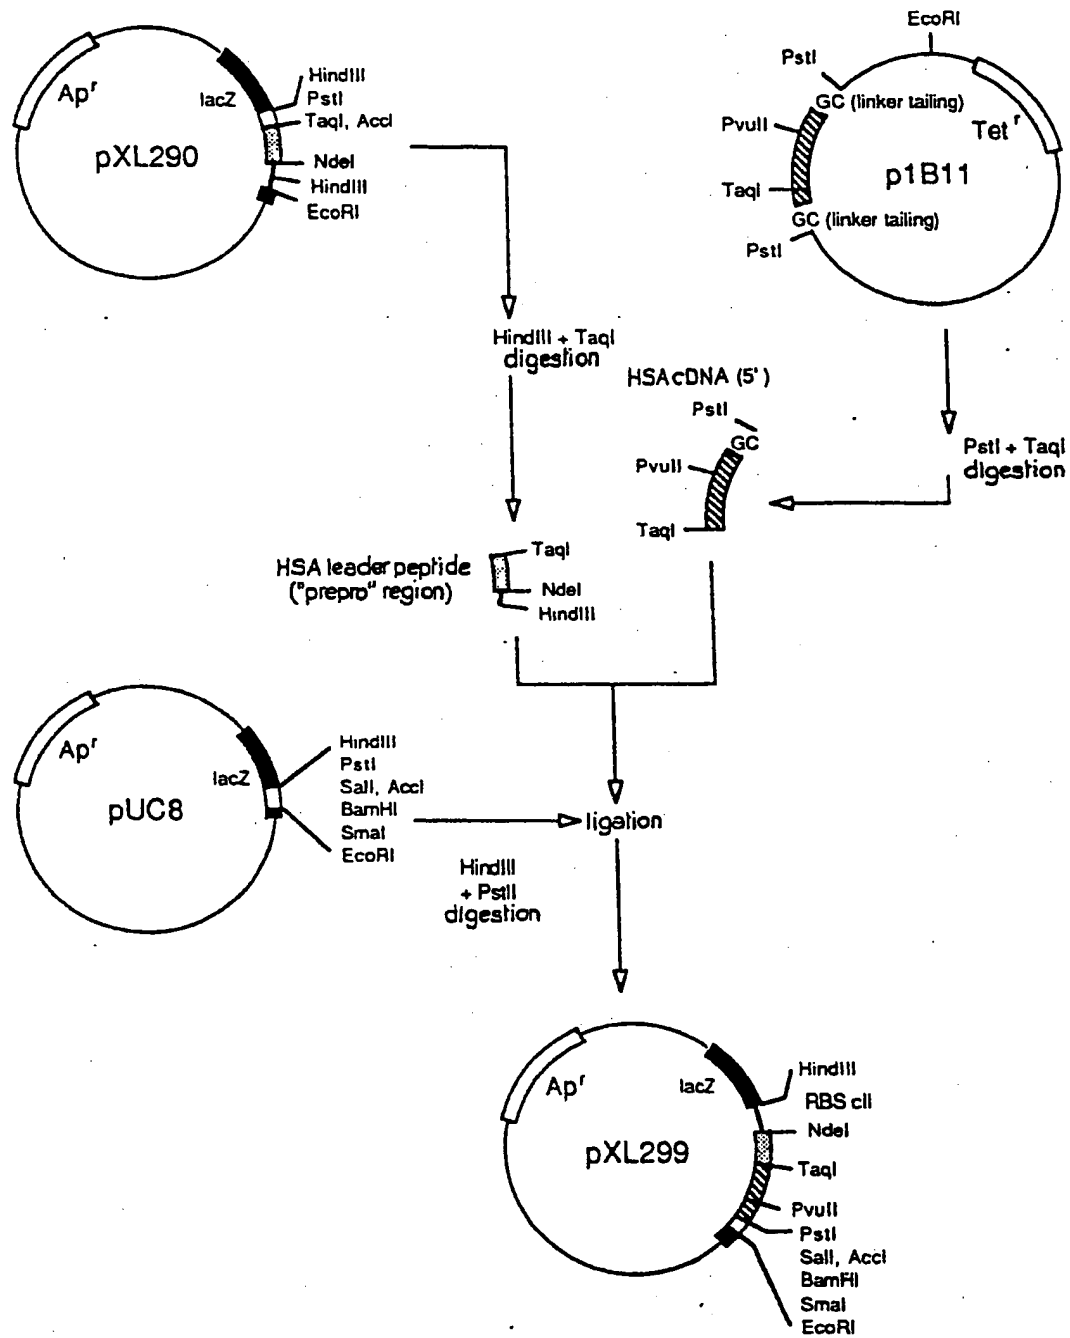 Apʳ
lacZ
HindIII
PstI
TaqI, AccI
NdeI
HindIII
EcoRI
pXL290
EcoRI
PstI
GC (linker tailing)
PvuII
Tetʳ
TaqI
p1B11
GC (linker tailing)
PstI
HindIII + TaqI
digestion
HSA cDNA (5')
PstI
GC
PvuII
TaqI
PstI + TaqI
digestion
HSA leader peptide
("prepro" region)
TaqI
NdeI
HindIII
Apʳ
lacZ
pUC8
HindIII
PstI
SalI, AccI
BamHI
SmaI
EcoRI
ligation
HindIII
+ PstII
digestion
Apʳ
lacZ
pXL299
HindIII
RBS cII
NdeI
TaqI
PvuII
PstI
SalI, AccI
BamHI
SmaI
EcoRI